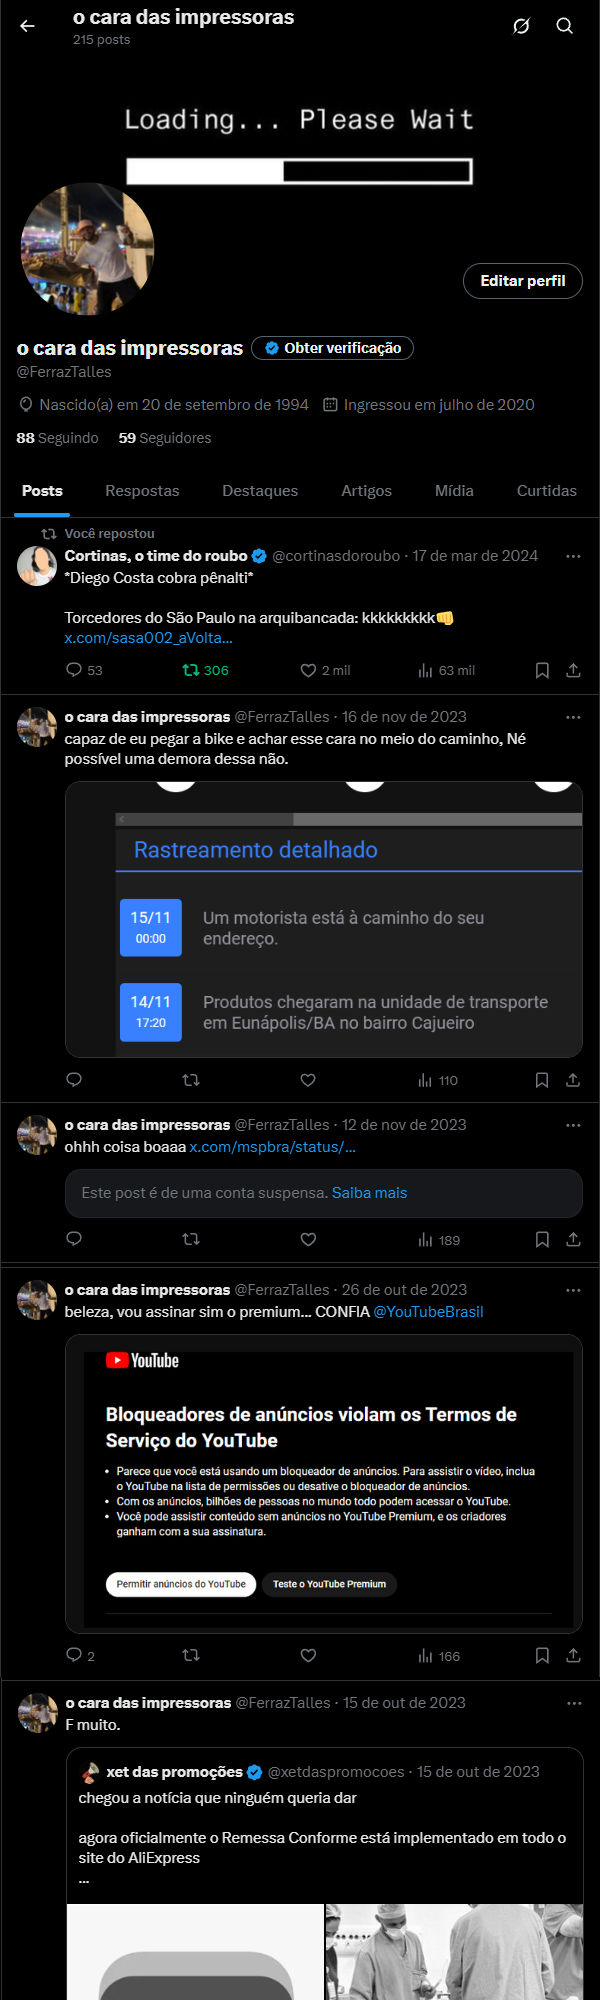 o cara das impressoras
215 posts
Loading... Please Wait
Editar perfil
o cara das impressoras Obter verificação
@FerrazTalles
Nascido(a) em 20 de setembro de 1994 Ingressou em julho de 2020
88 Seguindo 59 Seguidores
Posts Respostas Destaques Artigos Mídia Curtidas
Você repostou
Cortinas, o time do roubo @cortinasdoroubo · 17 de mar de 2024
*Diego Costa cobra pênalti*
Torcedores do São Paulo na arquibancada: kkkkkkkkk👊
x.com/sasa002_aVolta...
53 306 2 mil 63 mil
o cara das impressoras @FerrazTalles · 16 de nov de 2023
capaz de eu pegar a bike e achar esse cara no meio do caminho, Né
possível uma demora dessa não.
Rastreamento detalhado
15/11
00:00
Um motorista está à caminho do seu
endereço.
14/11
17:20
Produtos chegaram na unidade de transporte
em Eunápolis/BA no bairro Cajueiro
110
o cara das impressoras @FerrazTalles · 12 de nov de 2023
ohhh coisa boaaa x.com/mspbra/status/...
Este post é de uma conta suspensa. Saiba mais
189
o cara das impressoras @FerrazTalles · 26 de out de 2023
beleza, vou assinar sim o premium... CONFIA @YouTubeBrasil
YouTube
Bloqueadores de anúncios violam os Termos de
Serviço do YouTube
• Parece que você está usando um bloqueador de anúncios. Para assistir o vídeo, inclua
o YouTube na lista de permissões ou desative o bloqueador de anúncios.
• Com os anúncios, bilhões de pessoas no mundo todo podem acessar o YouTube.
• Você pode assistir conteúdo sem anúncios no YouTube Premium, e os criadores
ganham com a sua assinatura.
Permitir anúncios do YouTube Teste o YouTube Premium
2 166
o cara das impressoras @FerrazTalles · 15 de out de 2023
F muito.
xet das promoções @xetdaspromocoes · 15 de out de 2023
chegou a notícia que ninguém queria dar
agora oficialmente o Remessa Conforme está implementado em todo o
site do AliExpress
...